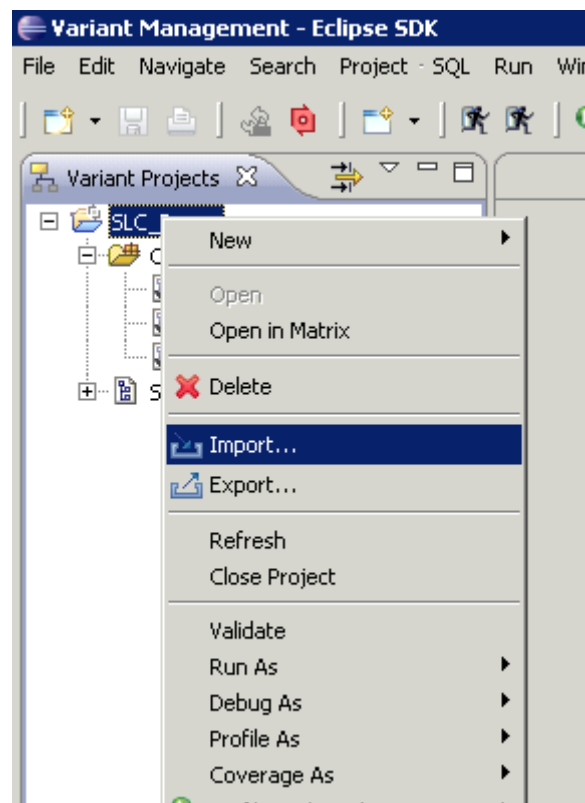 Variant Management - Eclipse SDK
File Edit Navigate Search Project SQL Run
Variant Projects
SLC_
New
Open
Open in Matrix
Delete
Import...
Export...
Refresh
Close Project
Validate
Run As
Debug As
Profile As
Coverage As